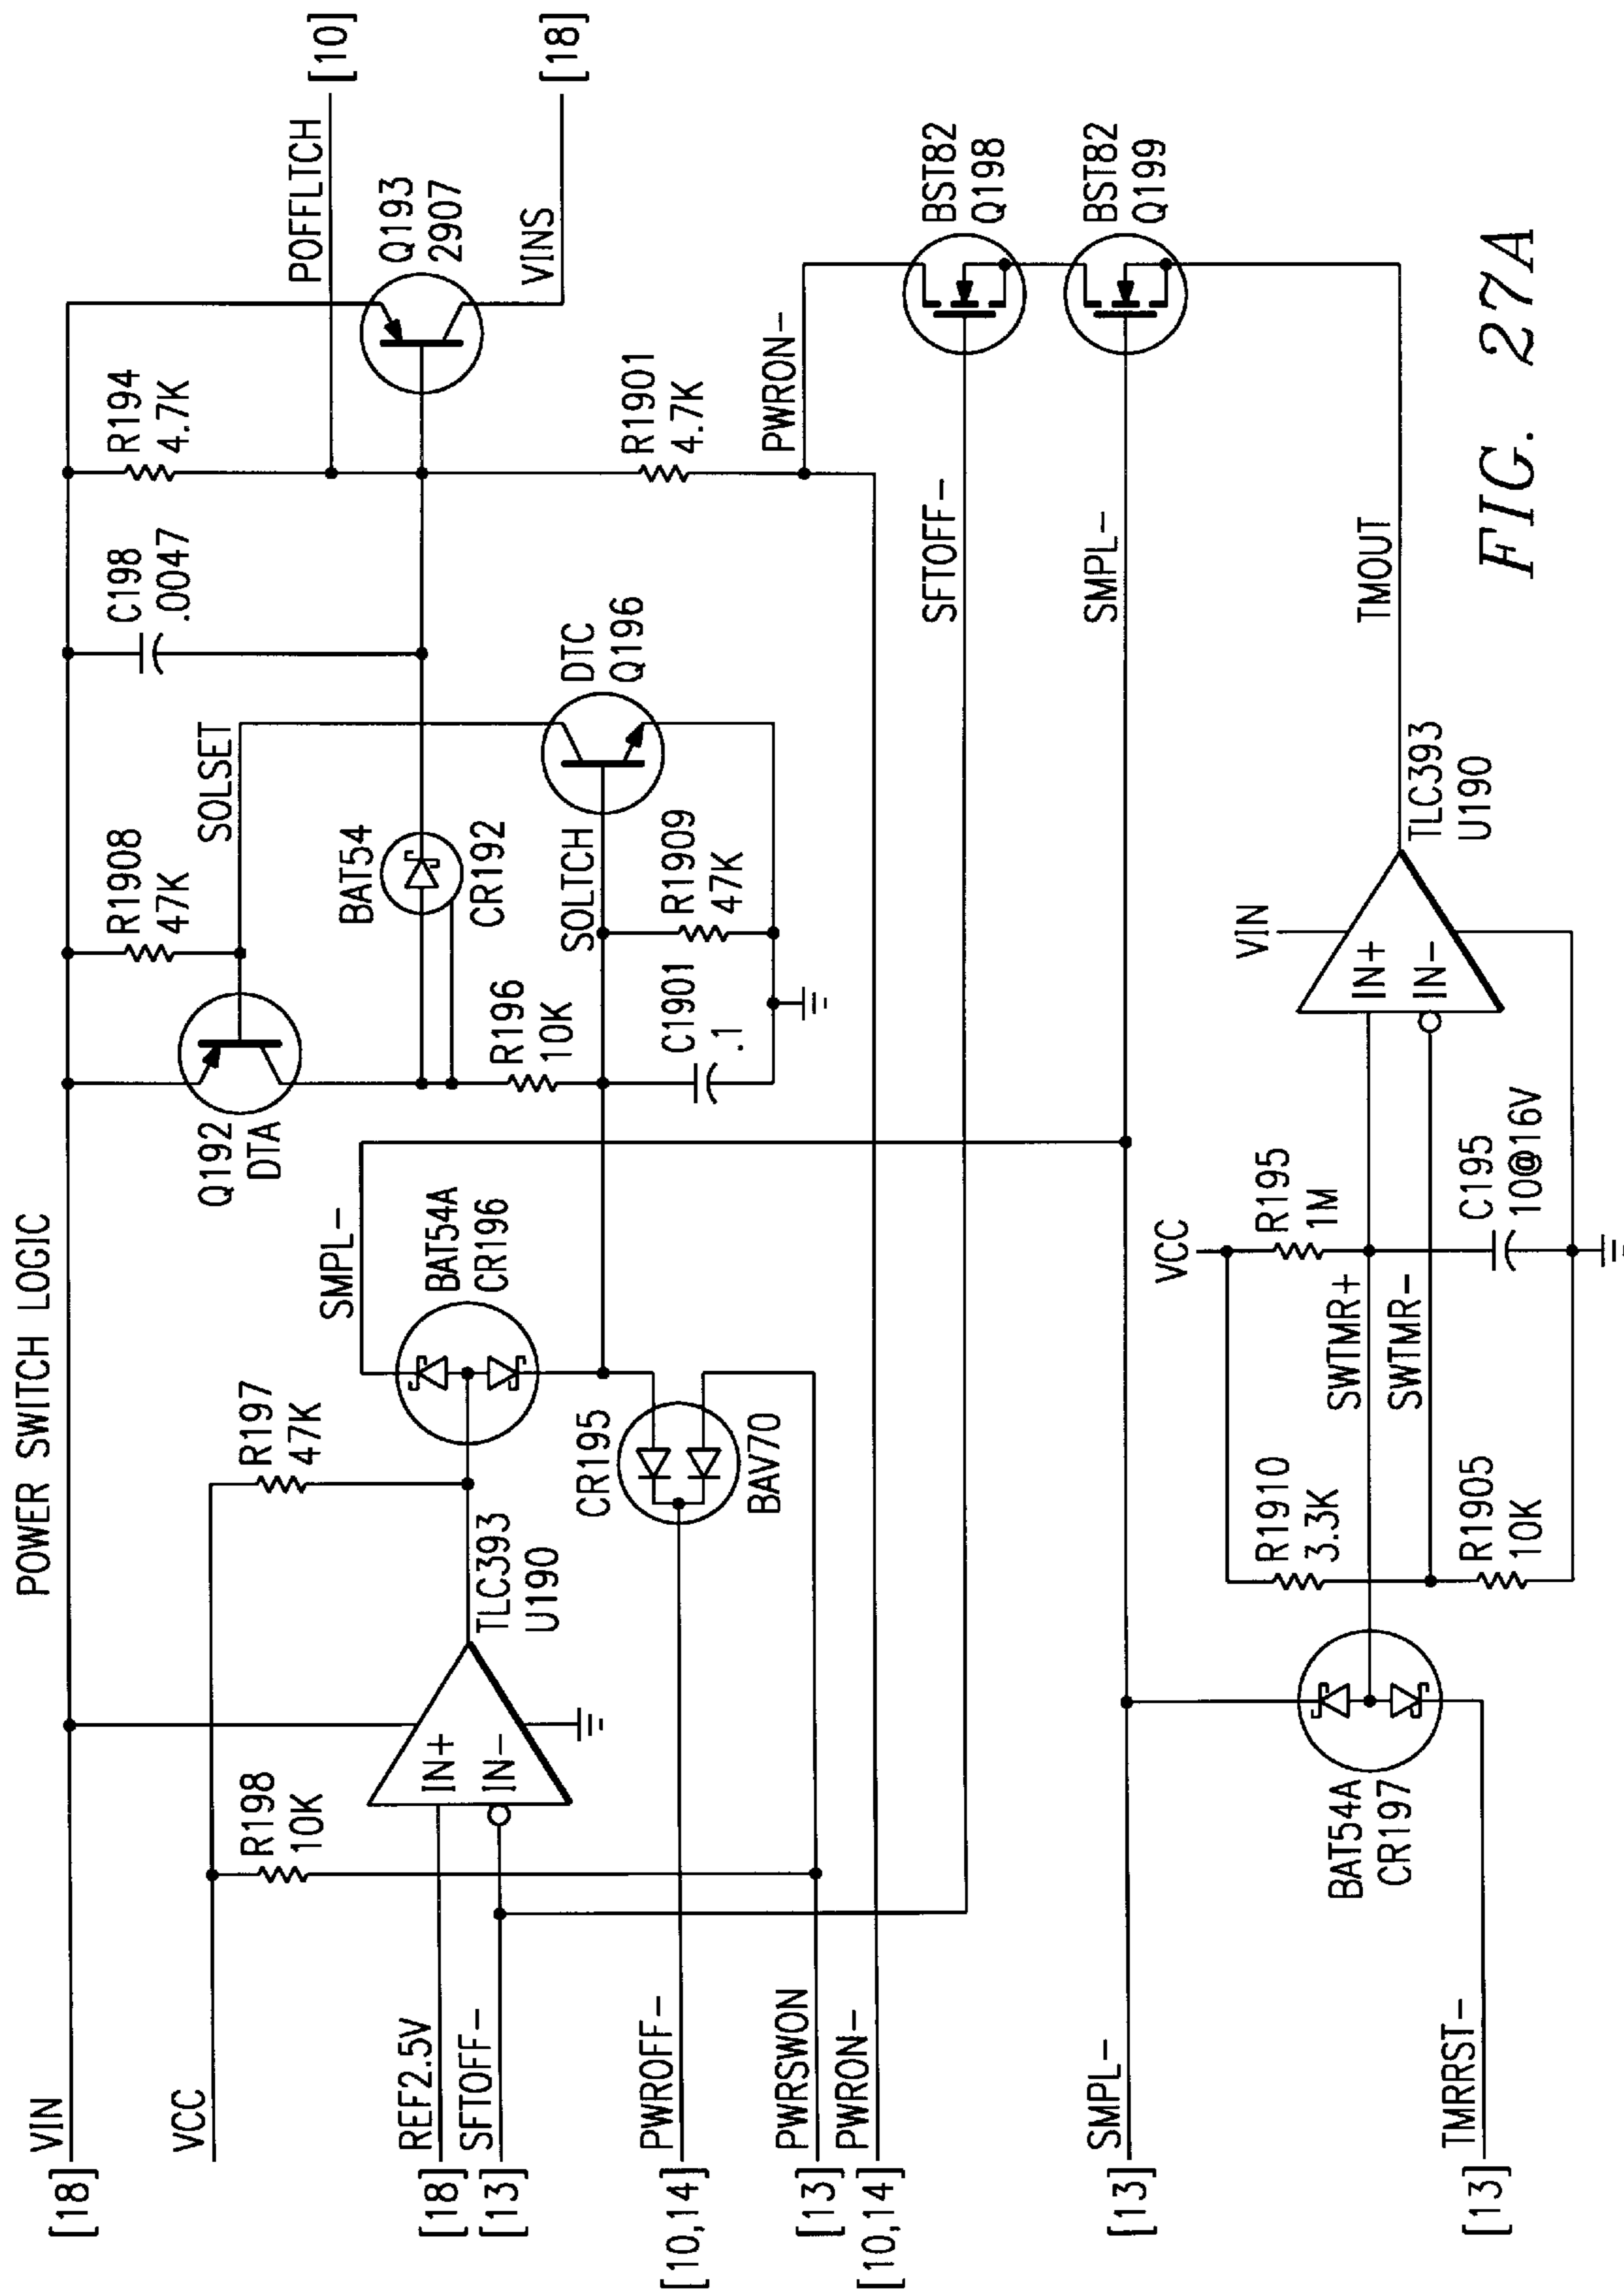 POWER SWITCH LOGIC
[18]
VIN
VCC
[18]
REF2.5V
[13]
SFTOFF-
[10,14]
PWROFF-
[13]
PWRSWON
[10,14]
PWRON-
[13]
SMPL-
[13]
TMRRST-
R198
10K
IN+
IN-
TLC393
U190
R197
47K
CR195
BAV70
SMPL-
BAT54A
CR196
Q192
DTA
R1908
47K
SOLSET
R196
10K
C1901
.1
BAT54
CR192
SOLTCH
R1909
47K
DTC
Q196
C198
.0047
R194
4.7K
R1901
4.7K
POFFLTCH
[10]
Q193
2907
VINS
[18]
PWRON-
SFTOFF-
BST82
Q198
SMPL-
BST82
Q199
BAT54A
CR197
R1910
3.3K
R1905
10K
VCC
SWTMR+
SWTMR-
R195
1M
C195
10@16V
VIN
IN+
IN-
TLC393
U190
TMOUT
FIG. 27A